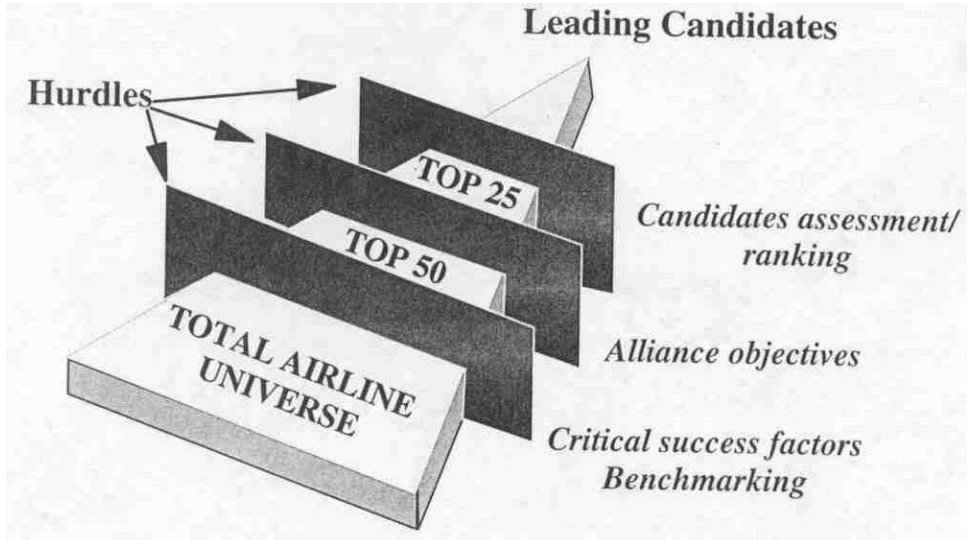 Leading Candidates
Hurdles
TOP 25
Candidates assessment/
ranking
TOP 50
Alliance objectives
TOTAL AIRLINE
UNIVERSE
Critical success factors
Benchmarking